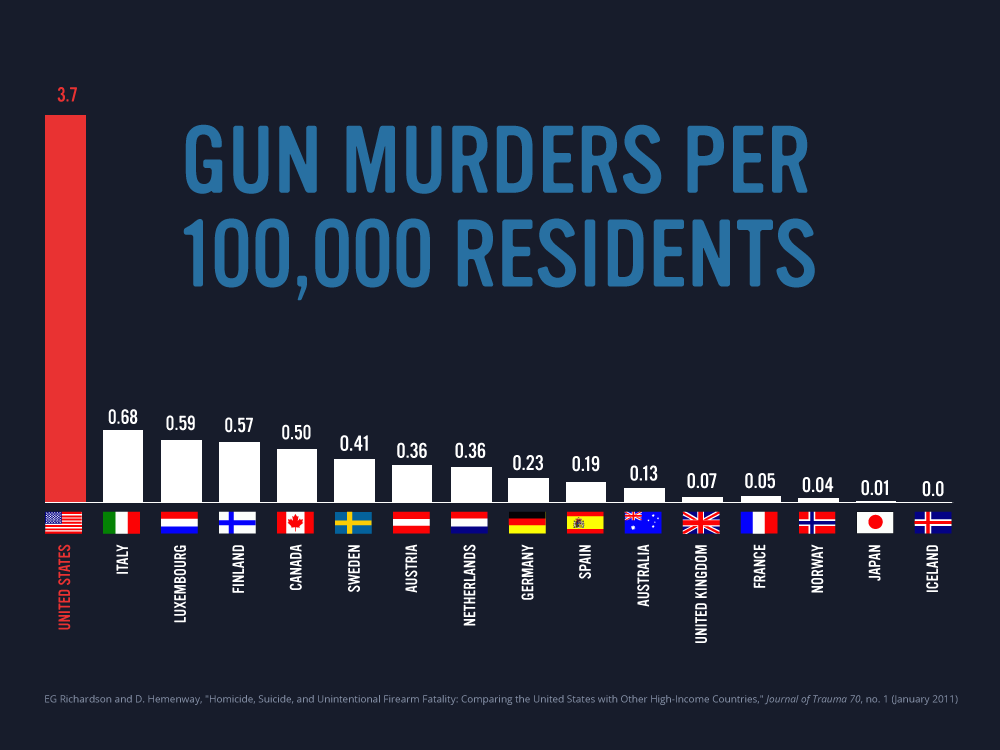 3.7
GUN MURDERS PER
100,000 RESIDENTS
0.68
0.59
0.57
0.50
0.41
0.36
0.36
0.23
0.19
0.13
0.07
0.05
0.04
0.01
0.0
UNITED STATES
ITALY
LUXEMBOURG
FINLAND
CANADA
SWEDEN
AUSTRIA
NETHERLANDS
GERMANY
SPAIN
AUSTRALIA
UNITED KINGDOM
FRANCE
NORWAY
JAPAN
ICELAND
EG Richardson and D. Hemenway, "Homicide, Suicide, and Unintentional Firearm Fatality: Comparing the United States with Other High-Income Countries," Journal of Trauma 70, no. 1 (January 2011)